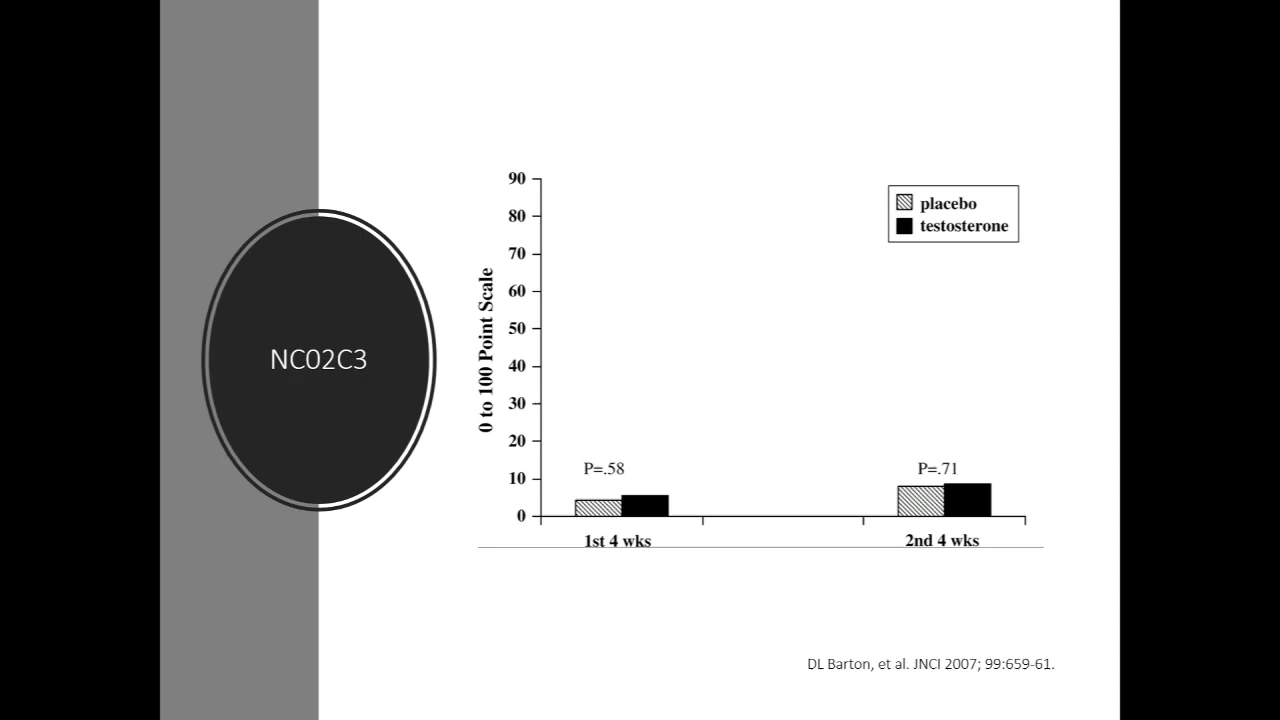 NC02C3
0 to 100 Point Scale
90
80
70
60
50
40
30
20
10
0
placebo
testosterone
P=.58
P=.71
1st 4 wks
2nd 4 wks
DL Barton, et al. JNCI 2007; 99:659-61.